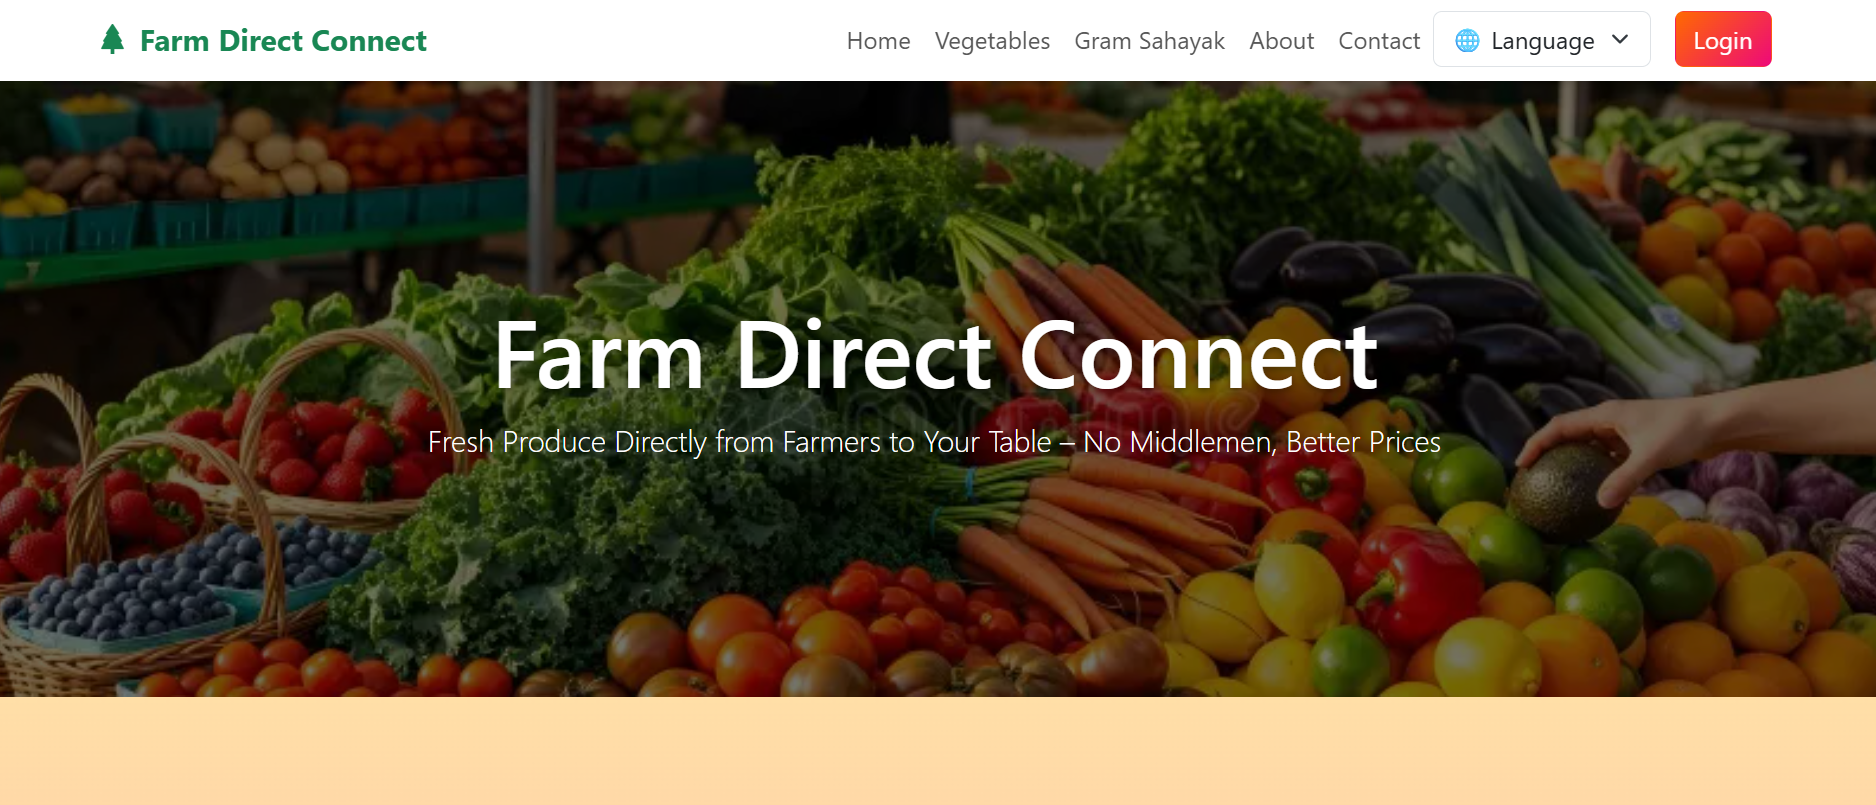 Farm Direct Connect
Home Vegetables Gram Sahayak About Contact Language Login
Farm Direct Connect
Fresh Produce Directly from Farmers to Your Table – No Middlemen, Better Prices